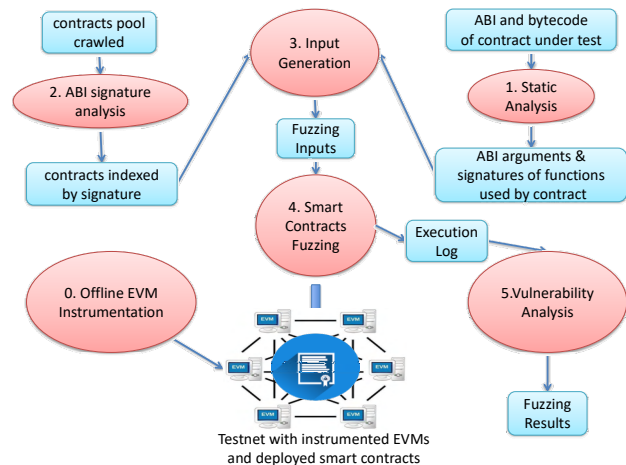 contracts pool
crawled
3. Input
Generation
ABI and bytecode
of contract under test
2. ABI signature
analysis
1. Static
Analysis
Fuzzing
Inputs
contracts indexed
by signature
ABI arguments &
signatures of functions
used by contract
4. Smart
Contracts
Fuzzing
Execution
Log
0. Offline EVM
Instrumentation
5.Vulnerability
Analysis
EVM
EVM
EVM
EVM
EVM
EVM
Fuzzing
Results
Testnet with instrumented EVMs
and deployed smart contracts